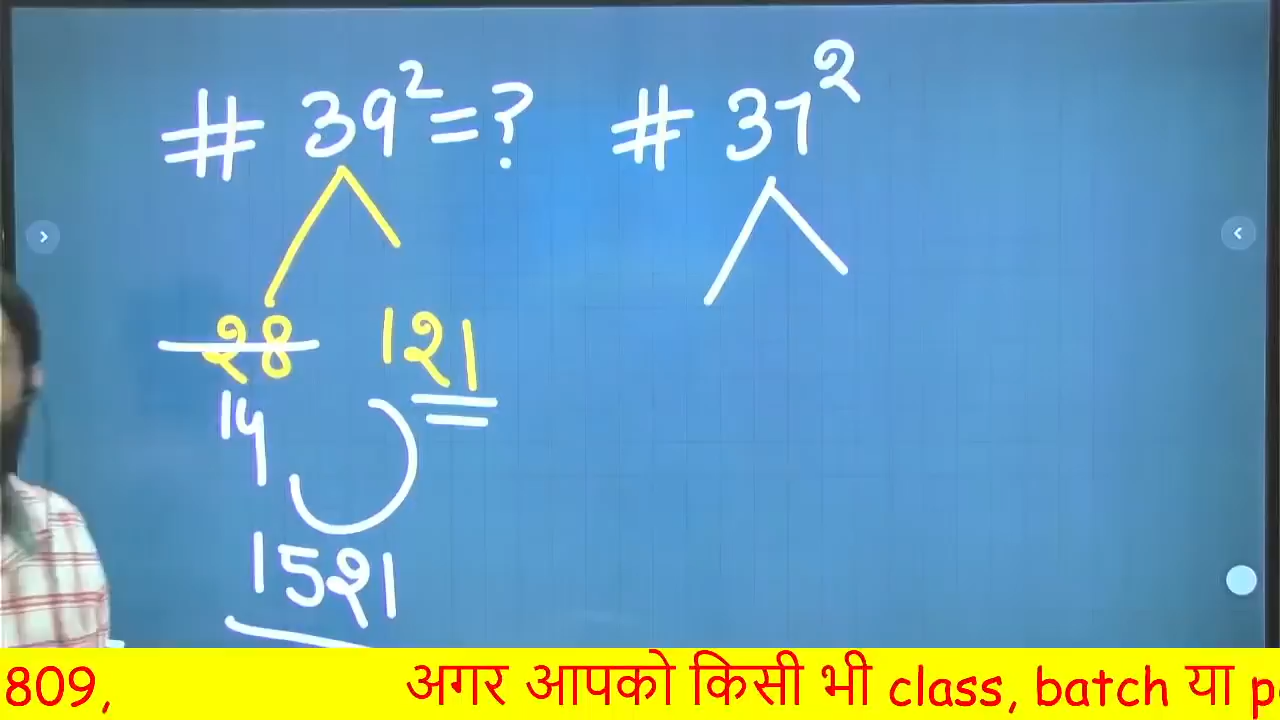 # 39² = ? # 37²
28 121
14
1521
809, अगर आपको किसी भी class, batch या